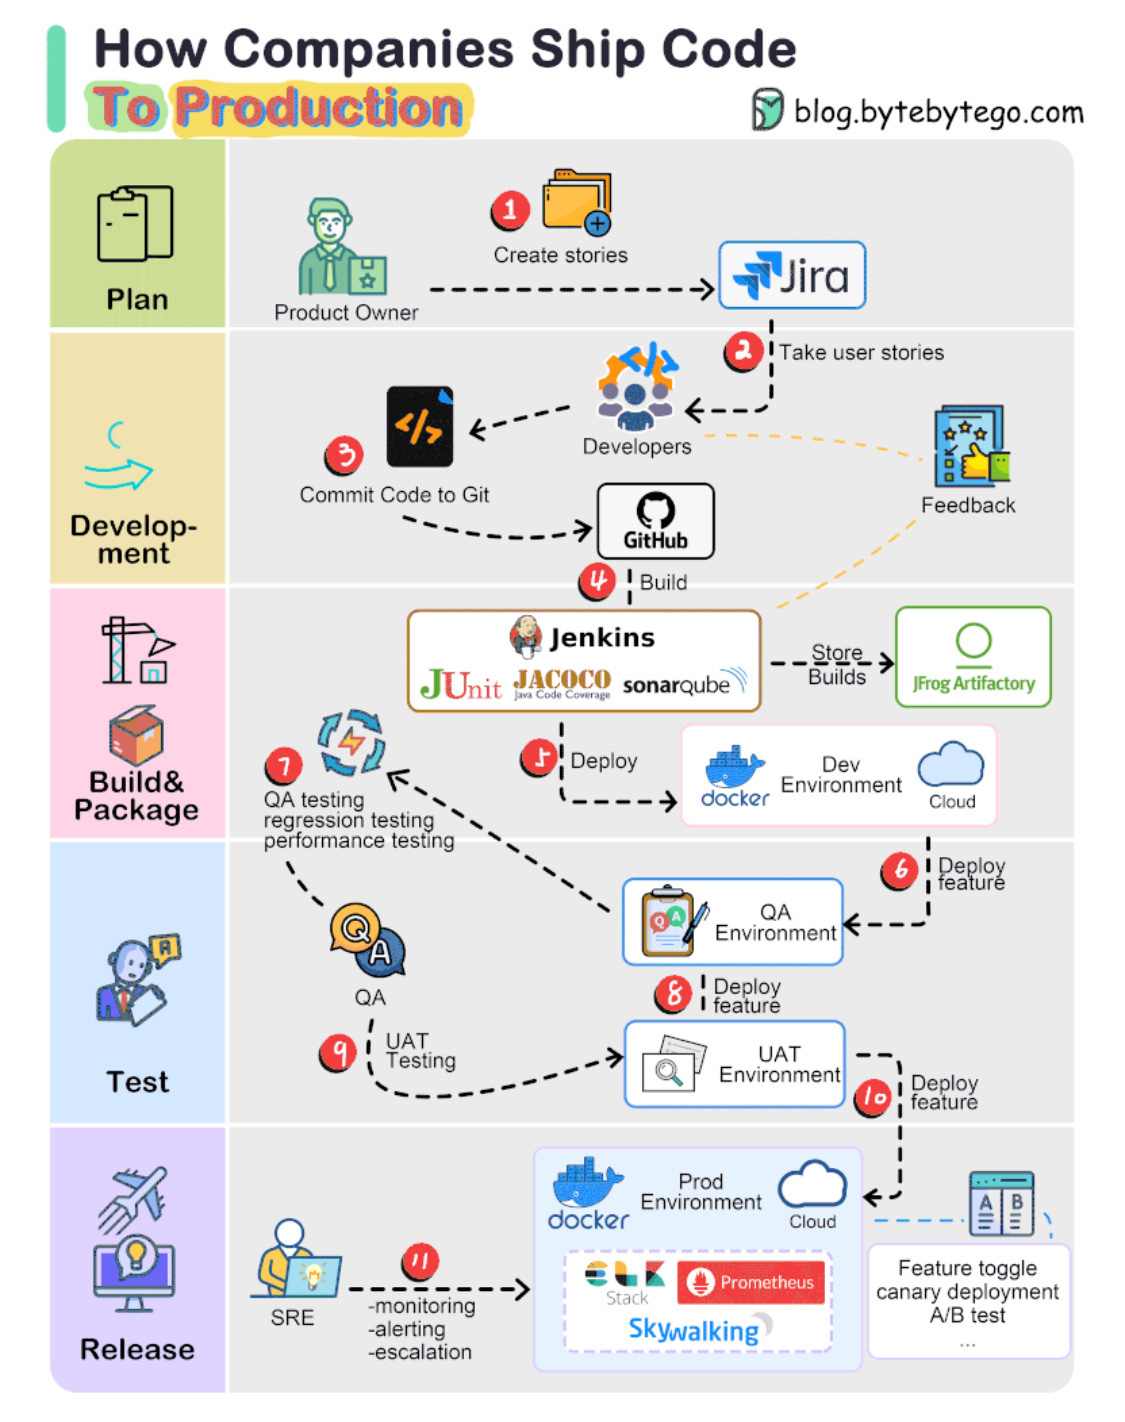 How Companies Ship Code
To Production
blog.bytebytego.com
Plan
Product Owner
1
Create stories
Jira
2
Take user stories
Develop-
ment
Developers
3
Commit Code to Git
GitHub
Feedback
4
Build
Build&
Package
Jenkins
JUnit
JACOCO
Java Code Coverage
sonarqube
Store
Builds
JFrog Artifactory
5
Deploy
docker
Dev
Environment
Cloud
7
QA testing
regression testing
performance testing
6
Deploy
feature
Test
A
Q
A
QA
Q
A
QA
Environment
8
Deploy
feature
9
UAT
Testing
UAT
Environment
10
Deploy
feature
Release
SRE
11
-monitoring
-alerting
-escalation
docker
Prod
Environment
Cloud
ELK
Stack
Prometheus
Skywalking
A B
Feature toggle
canary deployment
A/B test
...